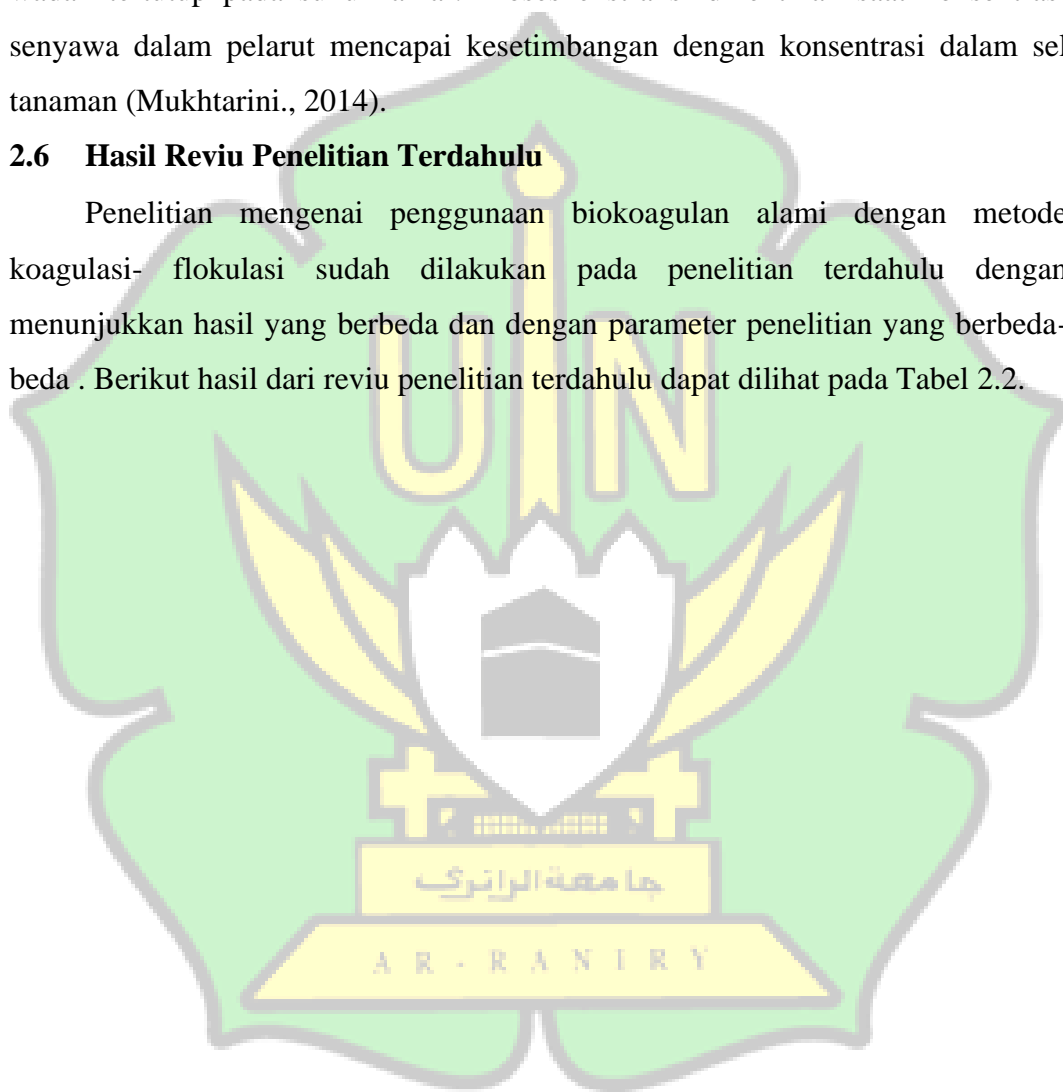 senyawa dalam pelarut mencapai kesetimbangan dengan konsentrasi dalam sel
tanaman (Mukhtarini., 2014).
2.6 Hasil Reviu Penelitian Terdahulu
Penelitian mengenai penggunaan biokoagulan alami dengan metode
koagulasi- flokulasi sudah dilakukan pada penelitian terdahulu dengan
menunjukkan hasil yang berbeda dan dengan parameter penelitian yang berbeda-
beda . Berikut hasil dari reviu penelitian terdahulu dapat dilihat pada Tabel 2.2.
UIN
جامعة الرانري
AR-RANIRY